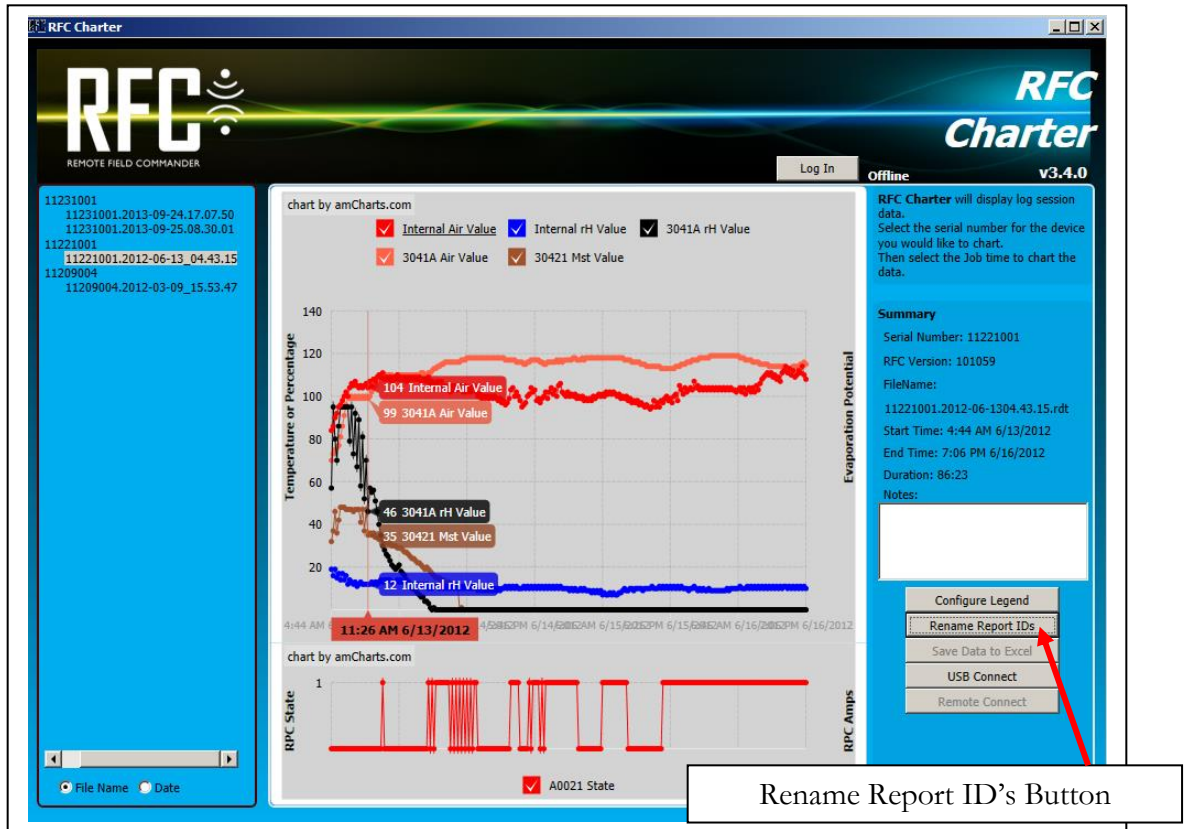 RFC Charter
RFC
REMOTE FIELD COMMANDER
RFC
Charter
Log In
Offline
v3.4.0
11231001
11231001.2013-09-24.17.07.50
11231001.2013-09-25.08.30.01
11221001
11221001.2012-06-13_04.43.15
11209004
11209004.2012-03-09_15.53.47
File Name
Date
chart by amCharts.com
Internal Air Value
Internal rH Value
3041A rH Value
3041A Air Value
30421 Mst Value
140
120
100
80
60
40
20
Temperature or Percentage
Evaporation Potential
104 Internal Air Value
99 3041A Air Value
46 3041A rH Value
35 30421 Mst Value
12 Internal rH Value
4:44 AM
11:26 AM 6/13/2012
6/16/2012
chart by amCharts.com
1
RPC State
RPC Amps
A0021 State
RFC Charter will display log session
data.
Select the serial number for the device
you would like to chart.
Then select the Job time to chart the
data.
Summary
Serial Number: 11221001
RFC Version: 101059
FileName:
11221001.2012-06-1304.43.15.rdt
Start Time: 4:44 AM 6/13/2012
End Time: 7:06 PM 6/16/2012
Duration: 86:23
Notes:
Configure Legend
Rename Report IDs
Save Data to Excel
USB Connect
Remote Connect
Rename Report ID's Button